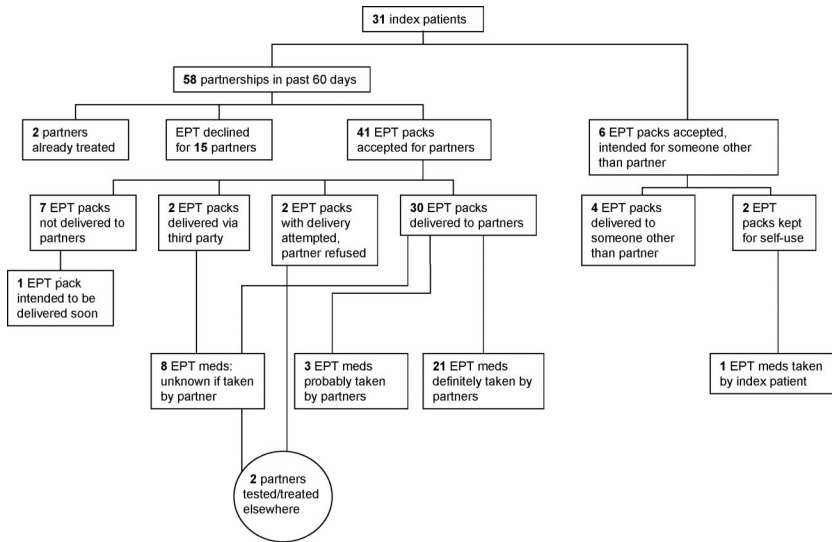 31 index patients
58 partnerships in past 60 days
2 partners
already treated
EPT declined
for 15 partners
41 EPT packs
accepted for partners
6 EPT packs accepted,
intended for someone other
than partner
7 EPT packs
not delivered to
partners
2 EPT packs
delivered via
third party
2 EPT packs
with delivery
attempted,
partner refused
30 EPT packs
delivered to partners
4 EPT packs
delivered to
someone other
than partner
2 EPT
packs kept
for self-use
1 EPT pack
intended to be
delivered soon
8 EPT meds:
unknown if taken
by partner
3 EPT meds
probably taken
by partners
21 EPT meds
definitely taken by
partners
1 EPT meds taken
by index patient
2 partners
tested/treated
elsewhere